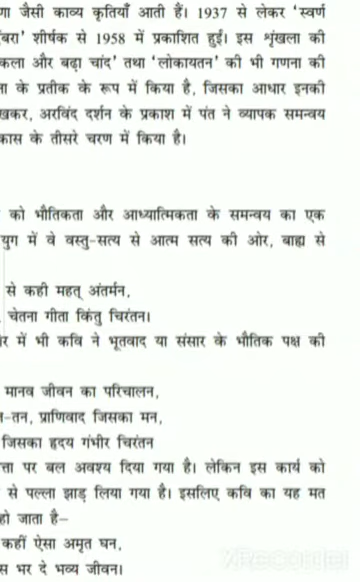 णा जैसी काव्य कृतियाँ आती हैं। 1937 से लेकर 'स्वर्ण
बरा' शीर्षक से 1958 में प्रकाशित हुईं। इस शृंखला की
कला और बढ़ा चांद' तथा 'लोकायतन' की भी गणना की
ना के प्रतीक के रूप में किया है, जिसका आधार इनकी
खकर, अरविंद दर्शन के प्रकाश में पंत ने व्यापक समन्वय
कास के तीसरे चरण में किया है।
को भौतिकता और आध्यात्मिकता के समन्वय का एक
युग में वे वस्तु-सत्य से आत्म सत्य की ओर, बाह्य से
से कही महत् अंतर्मन,
चेतना गीता किंतु चिरंतन।
र में भी कवि ने भूतवाद या संसार के भौतिक पक्ष की
मानव जीवन का परिचालन,
-तन, प्राणिवाद जिसका मन,
जिसका हृदय गंभीर चिरंतन
त्ता पर बल अवश्य दिया गया है। लेकिन इस कार्य को
से पल्ला झाड़ लिया गया है। इसलिए कवि का यह मत
हो जाता है–
कहीं ऐसा अमृत घन,
स भर दे भव्य जीवन।